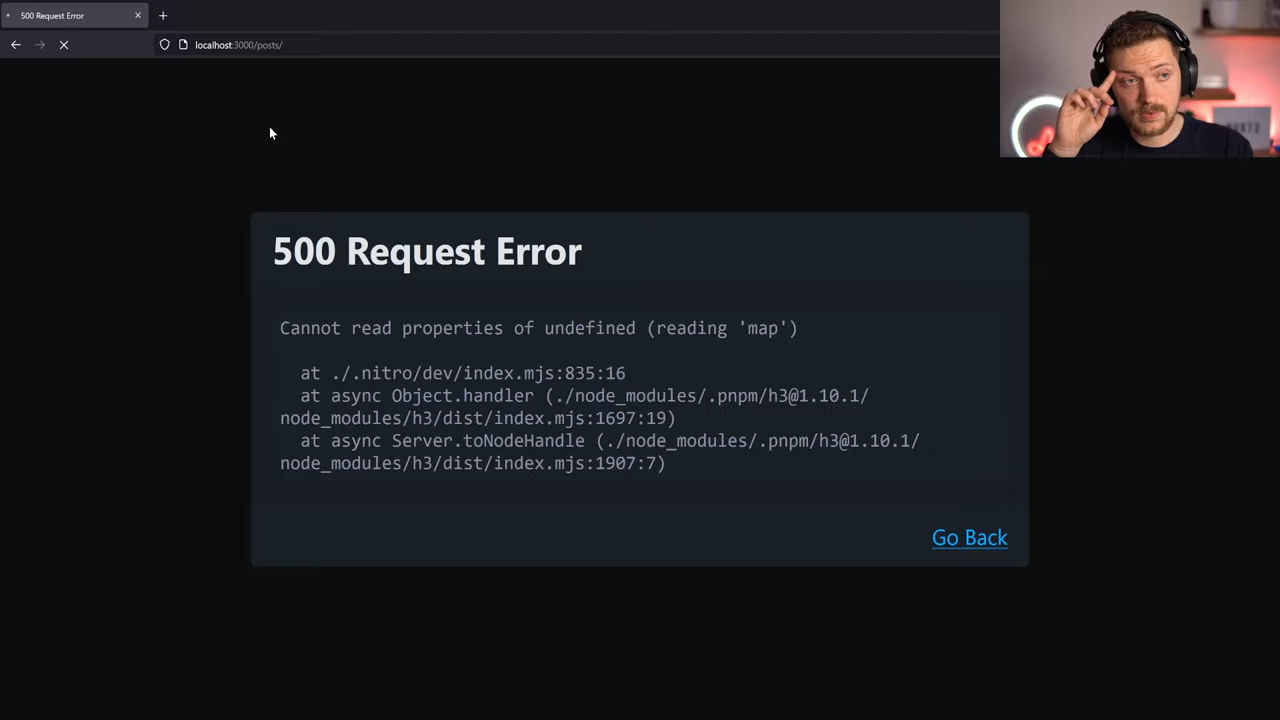 500 Request Error
localhost:3000/posts/
500 Request Error
Cannot read properties of undefined (reading 'map')
at ./.nitro/dev/index.mjs:835:16
at async Object.handler (./node_modules/.pnpm/h3@1.10.1/
node_modules/h3/dist/index.mjs:1697:19)
at async Server.toNodeHandle (./node_modules/.pnpm/h3@1.10.1/
node_modules/h3/dist/index.mjs:1907:7)
Go Back